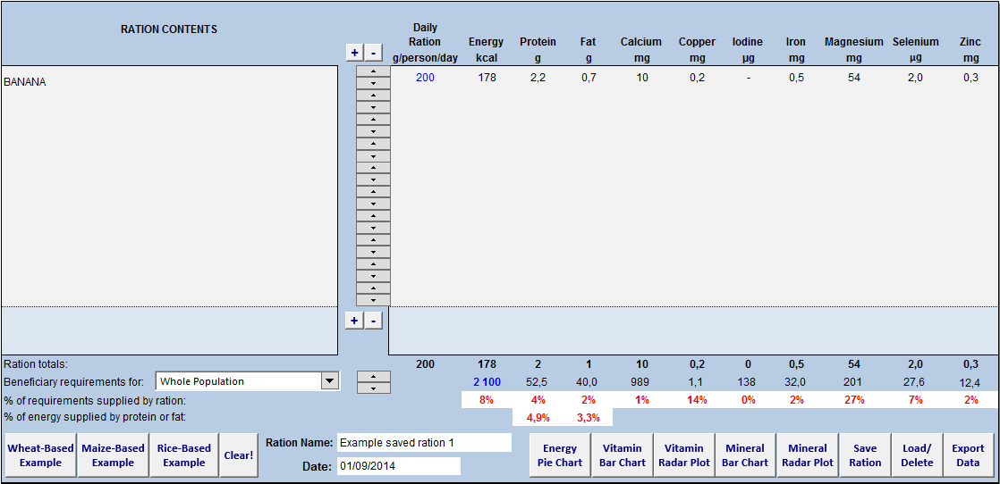 RATION CONTENTS
Daily
Ration
g/person/day
Energy
kcal
Protein
g
Fat
g
Calcium
mg
Copper
mg
Iodine
µg
Iron
mg
Magnesium
mg
Selenium
µg
Zinc
mg
+ -
BANANA 200 178 2,2 0,7 10 0,2 - 0,5 54 2,0 0,3
+ -
Ration totals: 200 178 2 1 10 0,2 0 0,5 54 2,0 0,3
Beneficiary requirements for: Whole Population 2 100 52,5 40,0 989 1,1 138 32,0 201 27,6 12,4
% of requirements supplied by ration: 8% 4% 2% 1% 14% 0% 2% 27% 7% 2%
% of energy supplied by protein or fat: 4,9% 3,3%
Wheat-Based
Example
Maize-Based
Example
Rice-Based
Example
Clear!
Ration Name: Example saved ration 1
Date: 01/09/2014
Energy
Pie Chart
Vitamin
Bar Chart
Vitamin
Radar Plot
Mineral
Bar Chart
Mineral
Radar Plot
Save
Ration
Load/
Delete
Export
Data